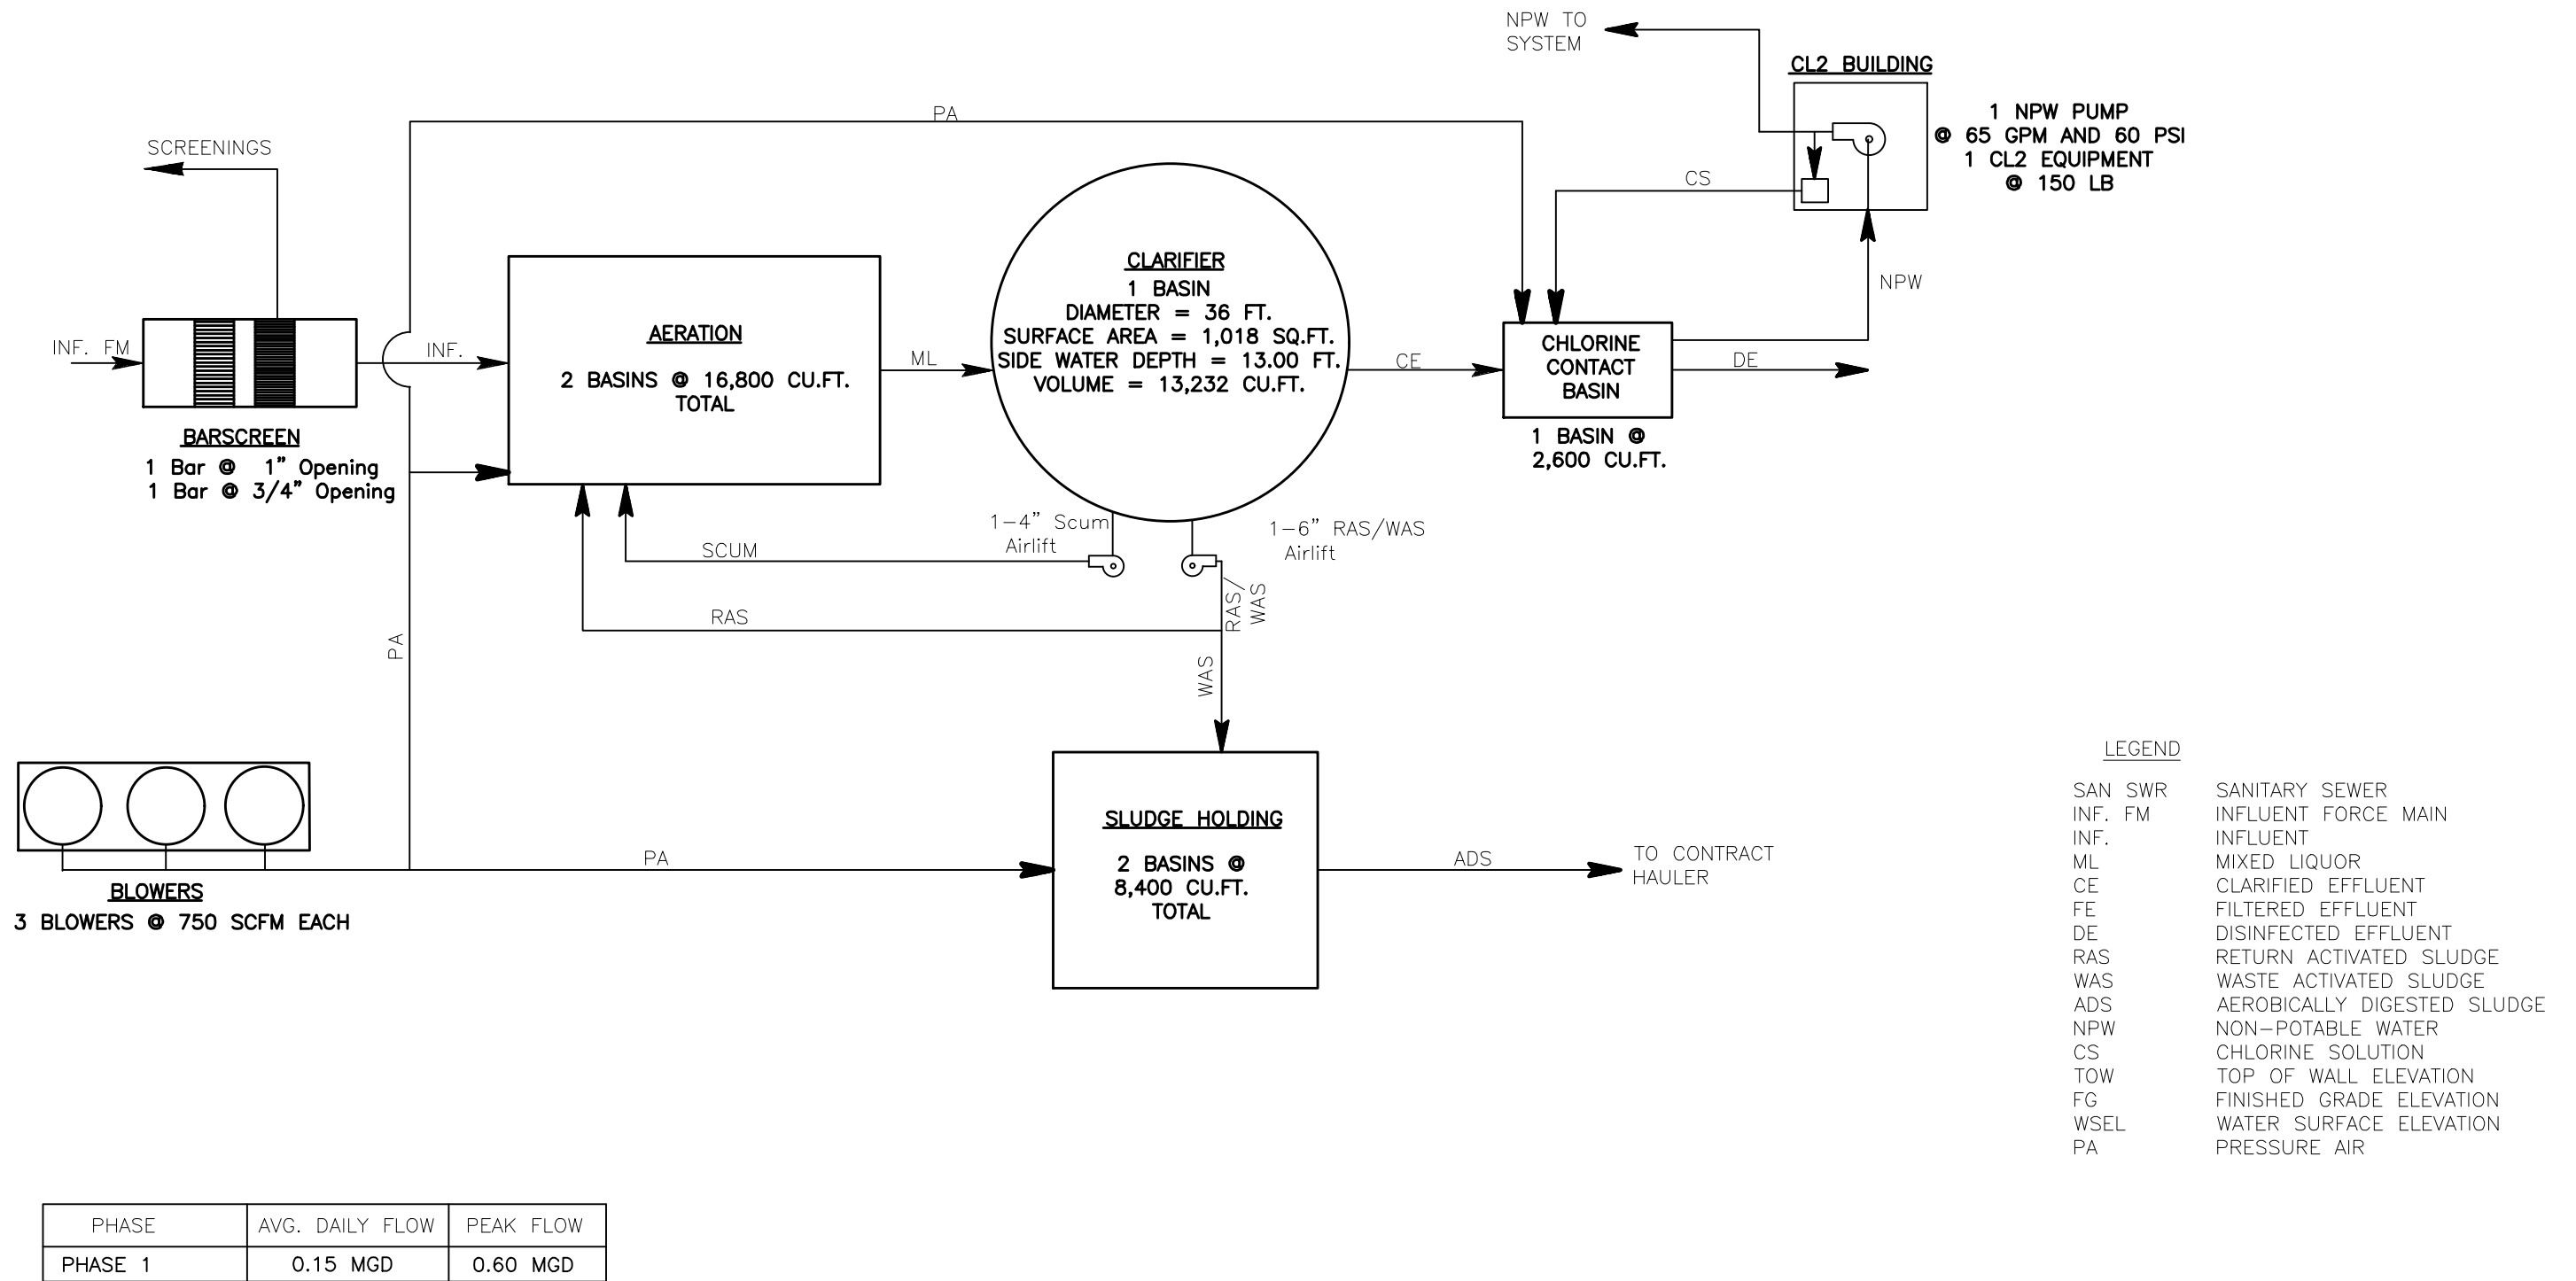 NPW TO
SYSTEM
CL2 BUILDING
1 NPW PUMP
@ 65 GPM AND 60 PSI
1 CL2 EQUIPMENT
@ 150 LB
PA
SCREENINGS
CS
NPW
INF. FM
INF.
BARSCREEN
1 Bar @ 1" Opening
1 Bar @ 3/4" Opening
AERATION
2 BASINS @ 16,800 CU.FT.
TOTAL
ML
CLARIFIER
1 BASIN
DIAMETER = 36 FT.
SURFACE AREA = 1,018 SQ.FT.
SIDE WATER DEPTH = 13.00 FT.
VOLUME = 13,232 CU.FT.
CE
CHLORINE
CONTACT
BASIN
DE
1 BASIN @
2,600 CU.FT.
1-4" Scum
Airlift
1-6" RAS/WAS
Airlift
SCUM
RAS/
WAS
RAS
PA
WAS
BLOWERS
3 BLOWERS @ 750 SCFM EACH
PA
SLUDGE HOLDING
2 BASINS @
8,400 CU.FT.
TOTAL
ADS
TO CONTRACT
HAULER
LEGEND
SAN SWR SANITARY SEWER
INF. FM INFLUENT FORCE MAIN
INF. INFLUENT
ML MIXED LIQUOR
CE CLARIFIED EFFLUENT
FE FILTERED EFFLUENT
DE DISINFECTED EFFLUENT
RAS RETURN ACTIVATED SLUDGE
WAS WASTE ACTIVATED SLUDGE
ADS AEROBICALLY DIGESTED SLUDGE
NPW NON-POTABLE WATER
CS CHLORINE SOLUTION
TOW TOP OF WALL ELEVATION
FG FINISHED GRADE ELEVATION
WSEL WATER SURFACE ELEVATION
PA PRESSURE AIR
PHASE AVG. DAILY FLOW PEAK FLOW
PHASE 1 0.15 MGD 0.60 MGD